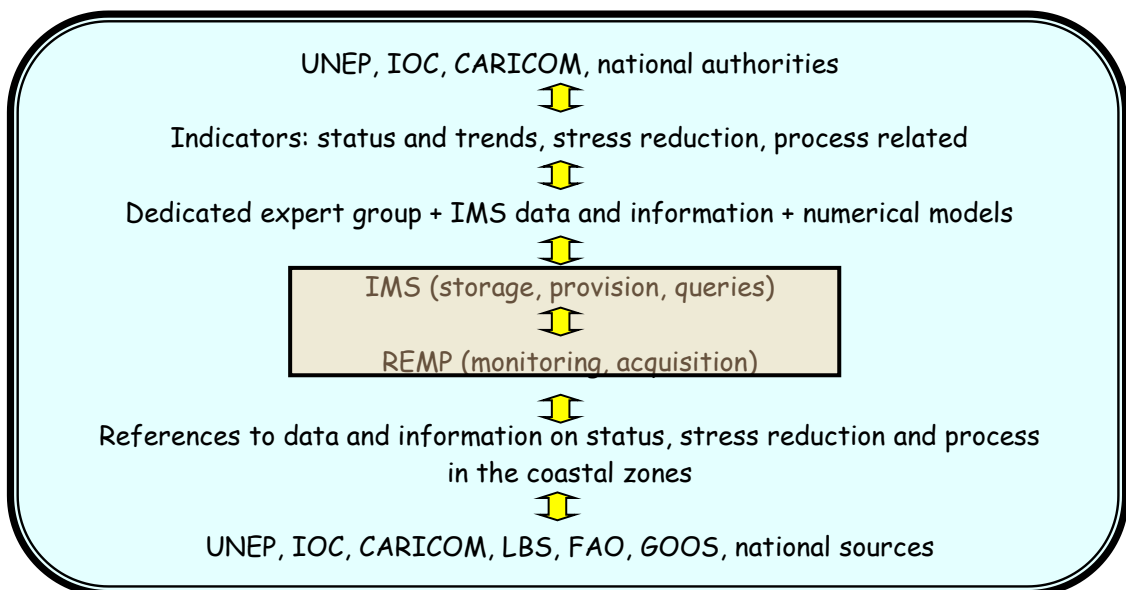 UNEP, IOC, CARICOM, national authorities
Indicators: status and trends, stress reduction, process related
Dedicated expert group + IMS data and information + numerical models
IMS (storage, provision, queries)
REMP (monitoring, acquisition)
References to data and information on status, stress reduction and process
in the coastal zones
UNEP, IOC, CARICOM, LBS, FAO, GOOS, national sources